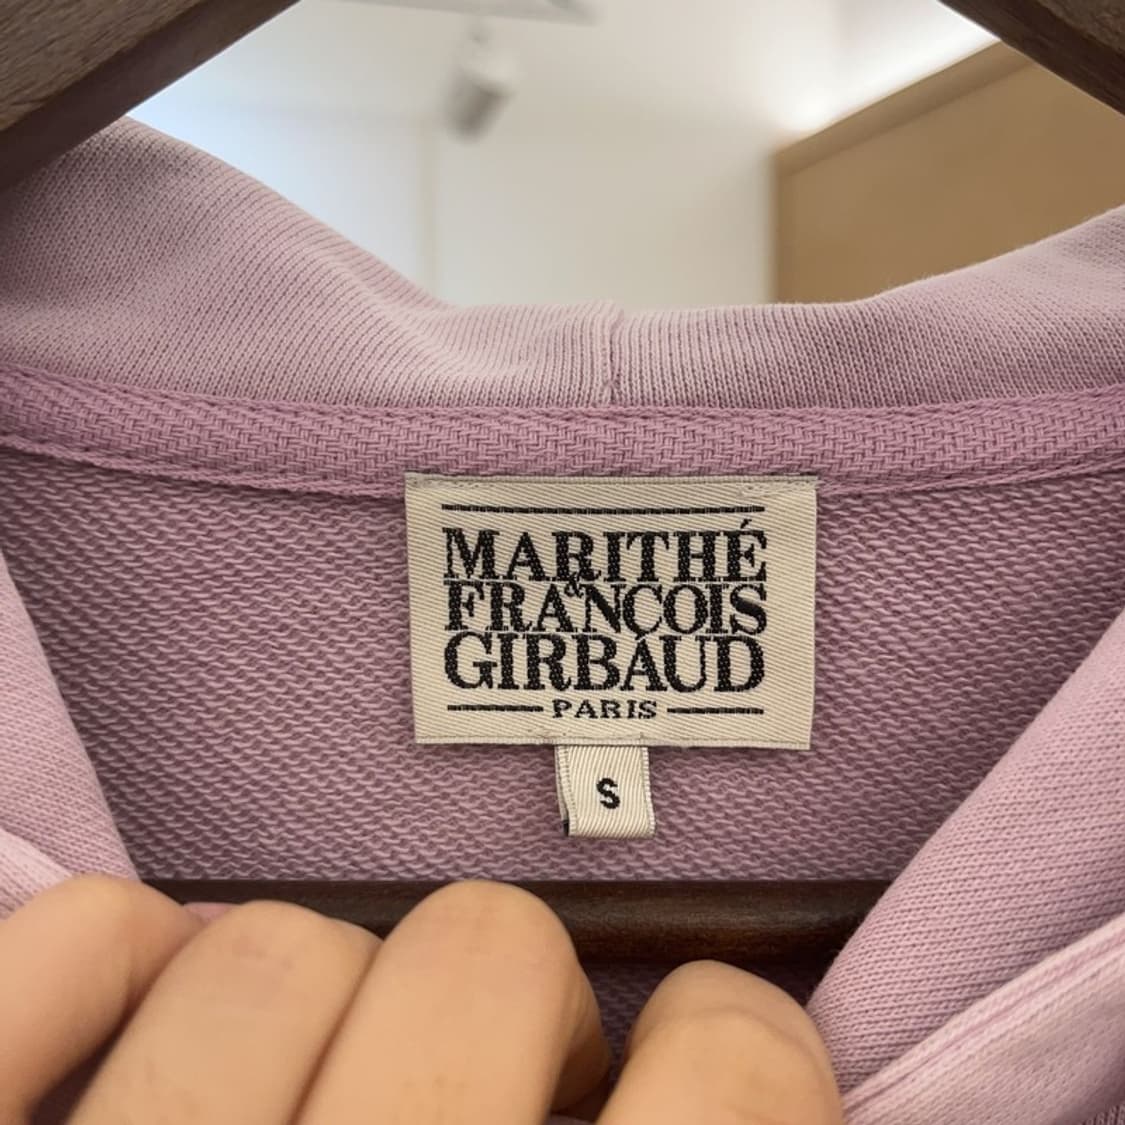 MARITHÉ
&
FRANÇOIS
GIRBAUD
PARIS
S